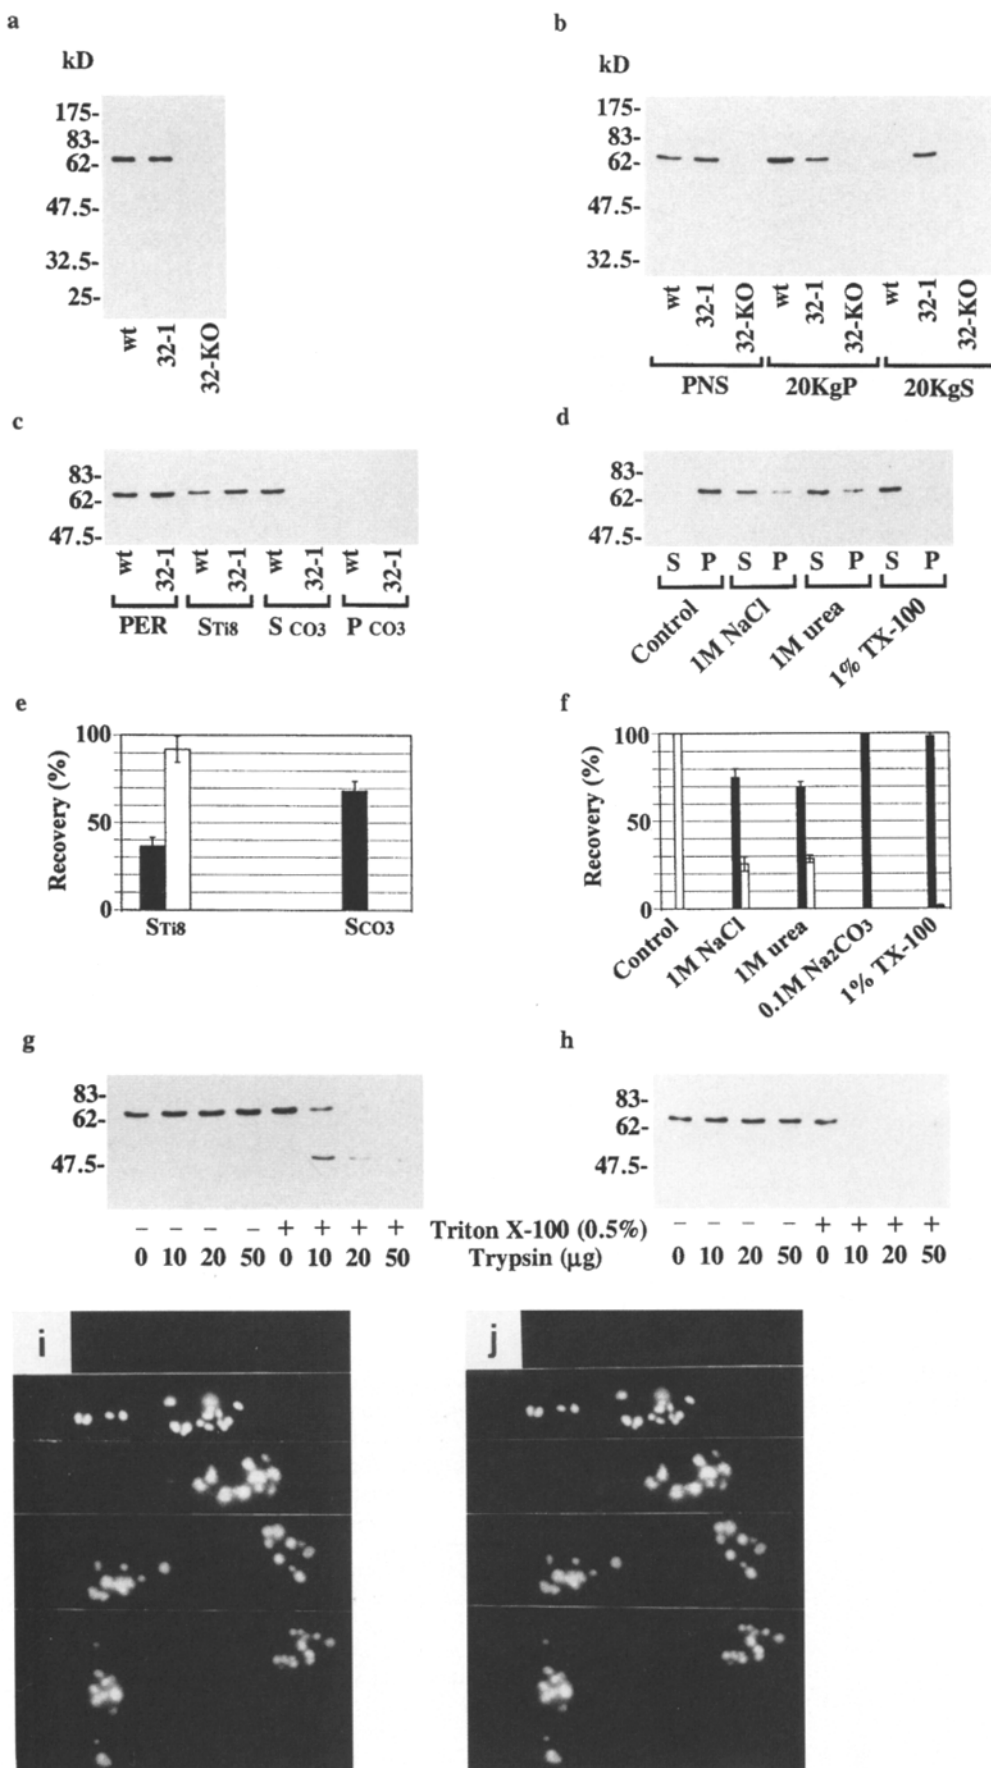 a
kD
175-
83-
62-
47.5-
32.5-
25-
wt
32-1
32-KO
b
kD
175-
83-
62-
47.5-
32.5-
wt
32-1
32-KO
wt
32-1
32-KO
wt
32-1
32-KO
PNS
20KgP
20KgS
c
83-
62-
47.5-
wt
32-1
wt
32-1
wt
32-1
wt
32-1
PER
STi8
S CO3
P CO3
d
83-
62-
47.5-
S P S P S P S P
Control
1M NaCl
1M urea
1% TX-100
e
Recovery (%)
100
50
0
STi8
SCO3
f
Recovery (%)
100
50
0
Control
1M NaCl
1M urea
0.1M Na2CO3
1% TX-100
g
83-
62-
47.5-
h
83-
62-
47.5-
– – – – + + + + Triton X-100 (0.5%) – – – – + + + +
0 10 20 50 0 10 20 50 Trypsin (µg) 0 10 20 50 0 10 20 50
i
j